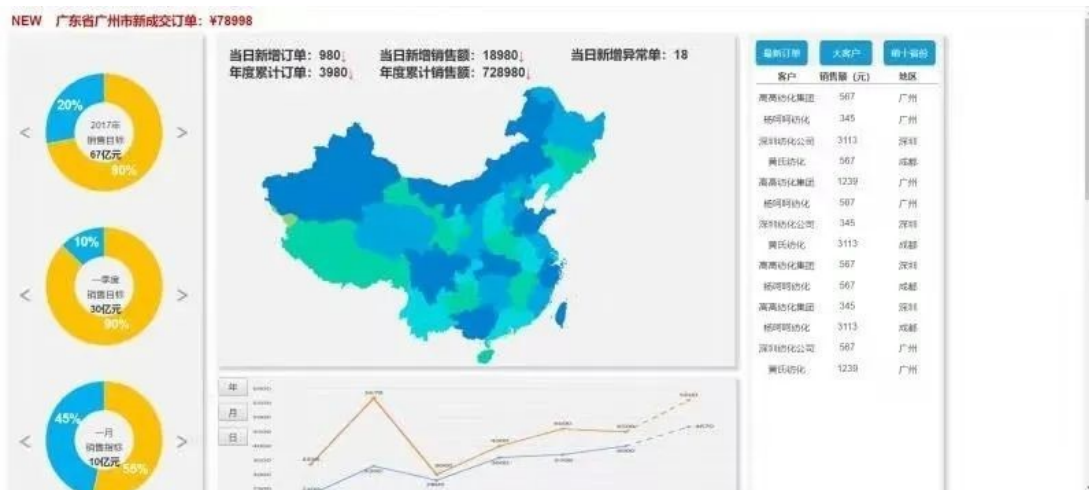 NEW 广东省广州市新成交订单：¥78998
20%
2017年
销售目标
67亿元
80%
10%
一季度
销售目标
30亿元
90%
45%
一月
销售指标
10亿元
55%
当日新增订单：980↓ 当日新增销售额：18980↓ 当日新增异常单：18
年度累计订单：3980↓ 年度累计销售额：728980↓
年
月
日
最新订单 大客户
客户 销售额（元） 地区
高高纺化集团 567 广州
杨呵呵纺化 345 广州
深圳纺化公司 3113 深圳
黄氏纺化 567 成都
高高纺化集团 1239 广州
杨呵呵纺化 567 广州
深圳纺化公司 345 深圳
黄氏纺化 3113 成都
高高纺化集团 567 深圳
杨呵呵纺化 567 成都
高高纺化集团 345 深圳
杨呵呵纺化 3113 成都
深圳纺化公司 567 广州
黄氏纺化 1239 广州